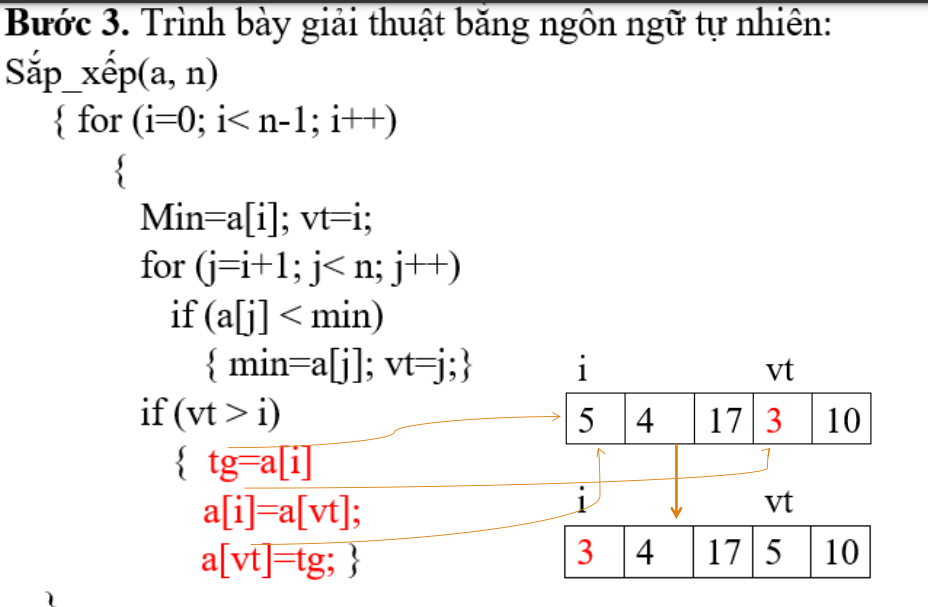 Bước 3. Trình bày giải thuật bằng ngôn ngữ tự nhiên:
Sắp_xếp(a, n)
{ for (i=0; i< n-1; i++)
{
Min=a[i]; vt=i;
for (j=i+1; j< n; j++)
if (a[j] < min)
{ min=a[j]; vt=j;}
if (vt > i)
{ tg=a[i]
a[i]=a[vt];
a[vt]=tg; }
}
i vt
5 4 17 3 10
i vt
3 4 17 5 10